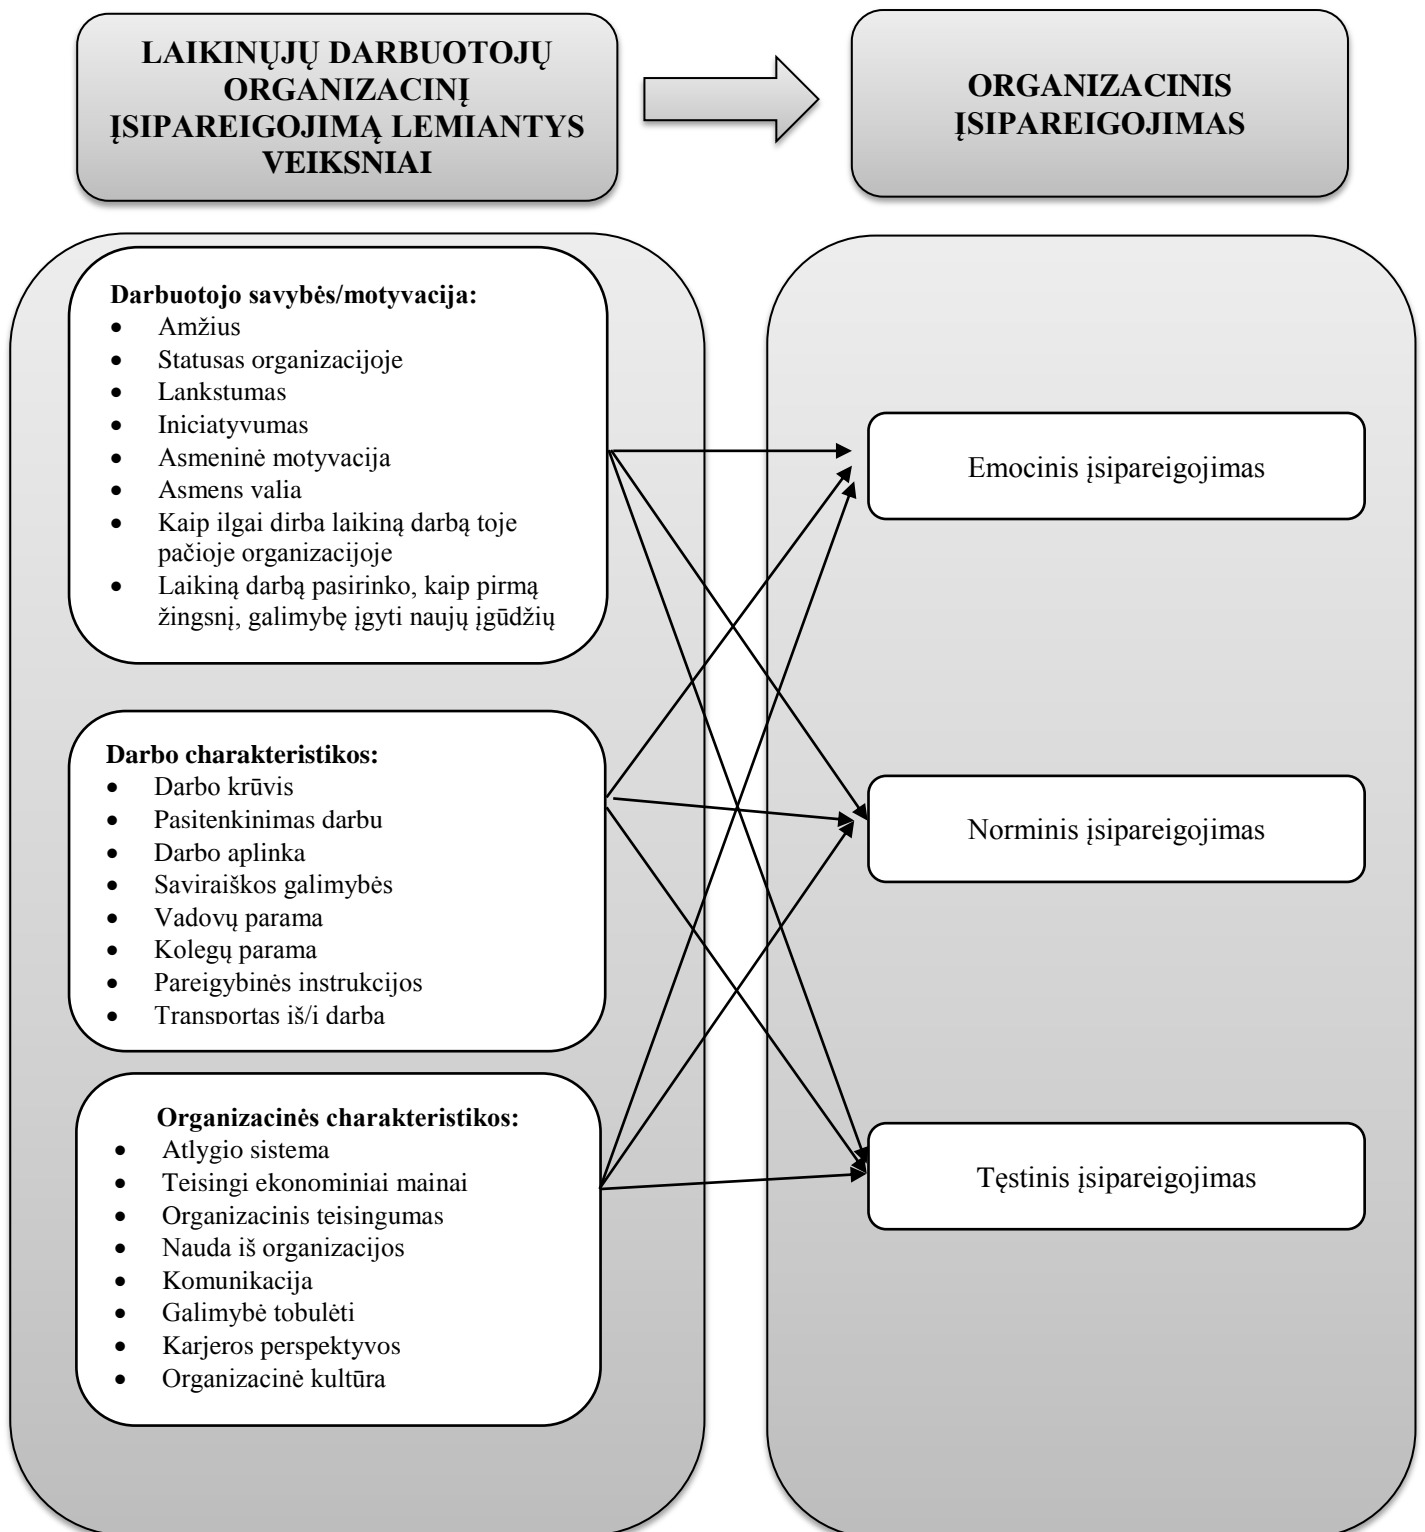 LAIKINŲJŲ DARBUOTOJŲ
ORGANIZACINĮ
ĮSIPAREIGOJIMĄ LEMIANTYS
VEIKSNIAI
ORGANIZACINIS
ĮSIPAREIGOJIMAS
Darbuotojo savybės/motyvacija:
• Amžius
• Statusas organizacijoje
• Lankstumas
• Iniciatyvumas
• Asmeninė motyvacija
• Asmens valia
• Kaip ilgai dirba laikiną darbą toje
pačioje organizacijoje
• Laikiną darbą pasirinko, kaip pirmą
žingsnį, galimybę įgyti naujų įgūdžių
Darbo charakteristikos:
• Darbo krūvis
• Pasitenkinimas darbu
• Darbo aplinka
• Saviraiškos galimybės
• Vadovų parama
• Kolegų parama
• Pareigybinės instrukcijos
• Transportas iš/į darbą
Organizacinės charakteristikos:
• Atlygio sistema
• Teisingi ekonominiai mainai
• Organizacinis teisingumas
• Nauda iš organizacijos
• Komunikacija
• Galimybė tobulėti
• Karjeros perspektyvos
• Organizacinė kultūra
Emocinis įsipareigojimas
Norminis įsipareigojimas
Tęstinis įsipareigojimas